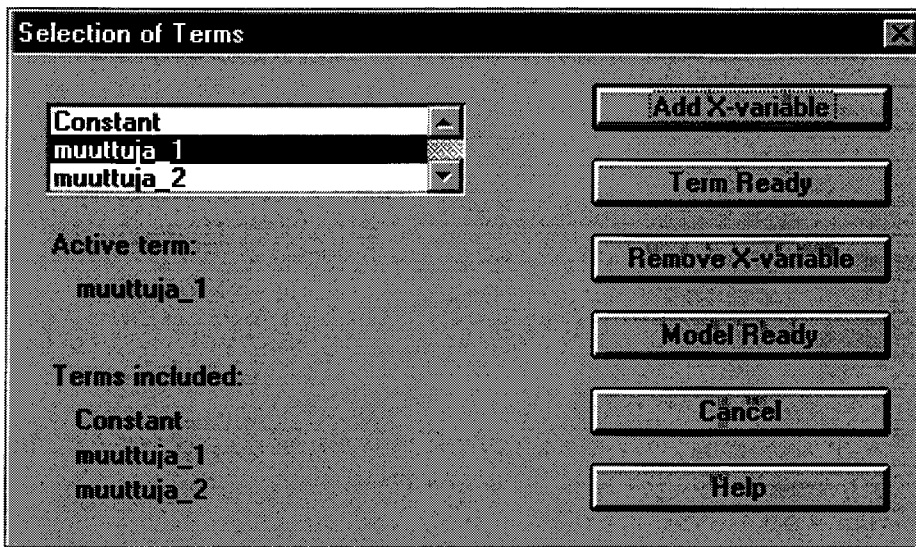 Selection of Terms
Constant
muuttuja_1
muuttuja_2
Active term:
muuttuja_1
Terms included:
Constant
muuttuja_1
muuttuja_2
Add X-variable
Term Ready
Remove X-variable
Model Ready
Cancel
Help